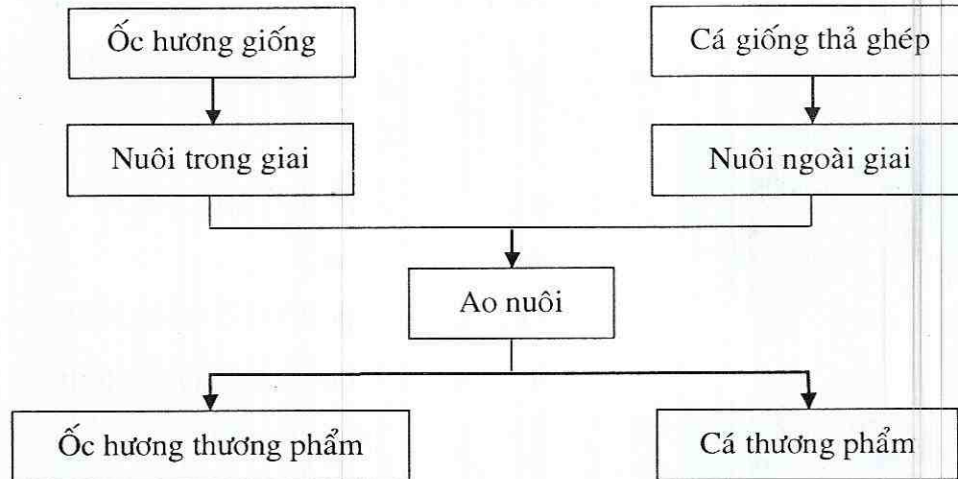 Ốc hương giống
Cá giống thả ghép
Nuôi trong giai
Nuôi ngoài giai
Ao nuôi
Ốc hương thương phẩm
Cá thương phẩm